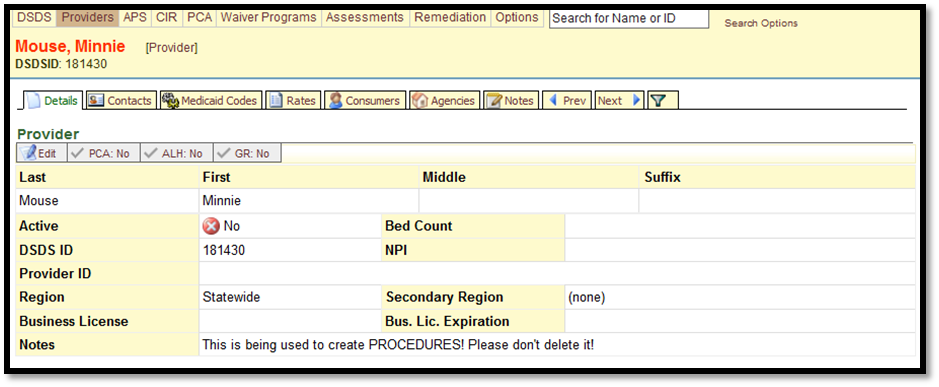 DSDS Providers APS CIR PCA Waiver Programs Assessments Remediation Options Search for Name or ID Search Options
Mouse, Minnie [Provider]
DSDSID: 181430
Details Contacts Medicaid Codes Rates Consumers Agencies Notes Prev Next
Provider
Edit PCA: No ALH: No GR: No
Last First Middle Suffix
Mouse Minnie
Active No Bed Count
DSDS ID 181430 NPI
Provider ID
Region Statewide Secondary Region (none)
Business License Bus. Lic. Expiration
Notes This is being used to create PROCEDURES! Please don't delete it!